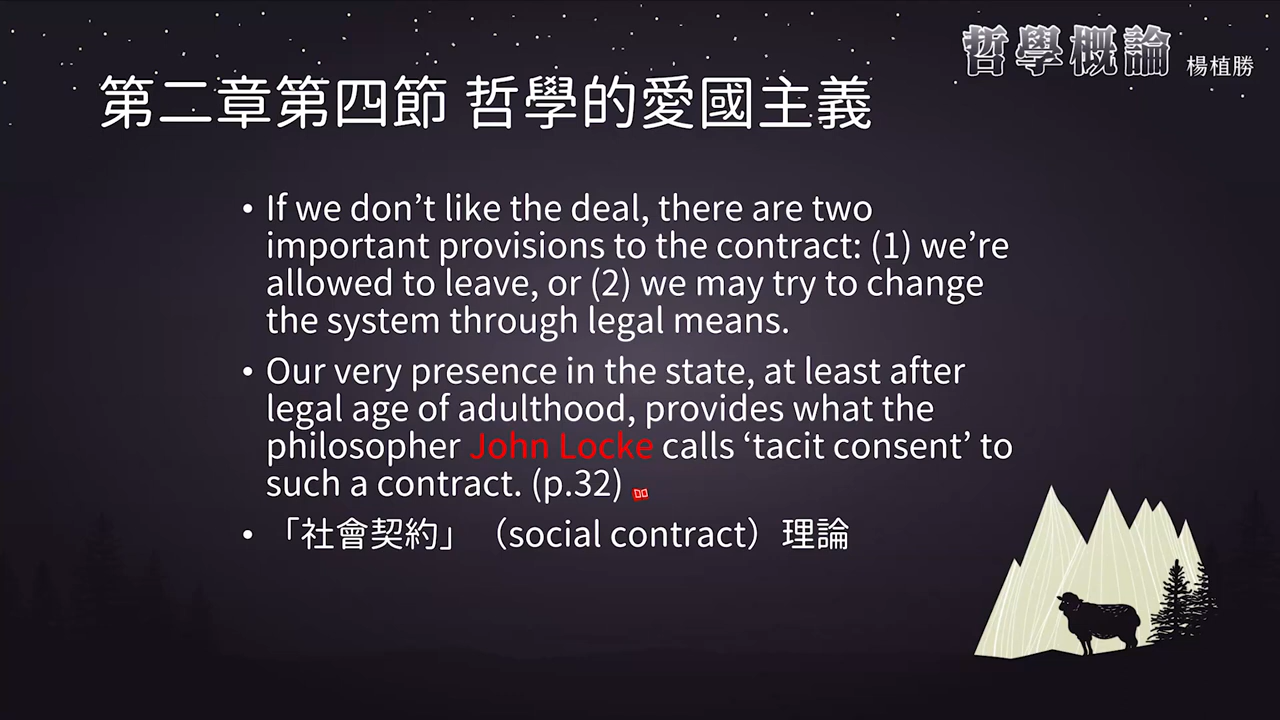 哲學概論 楊植勝
第二章第四節 哲學的愛國主義
• If we don’t like the deal, there are two
important provisions to the contract: (1) we’re
allowed to leave, or (2) we may try to change
the system through legal means.
• Our very presence in the state, at least after
legal age of adulthood, provides what the
philosopher John Locke calls ‘tacit consent’ to
such a contract. (p.32)
• 「社會契約」（social contract）理論